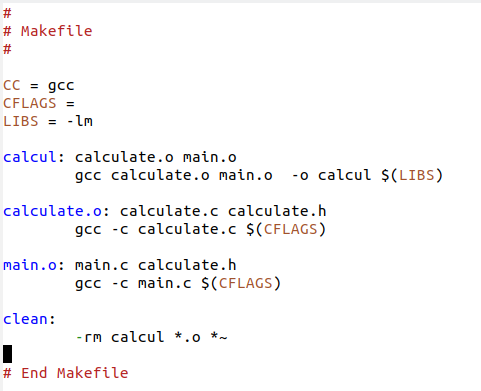 #
# Makefile
#
CC = gcc
CFLAGS =
LIBS = -lm
calcul: calculate.o main.o
gcc calculate.o main.o  -o calcul $(LIBS)
calculate.o: calculate.c calculate.h
gcc -c calculate.c $(CFLAGS)
main.o: main.c calculate.h
gcc -c main.c $(CFLAGS)
clean:
-rm calcul *.o *~
# End Makefile